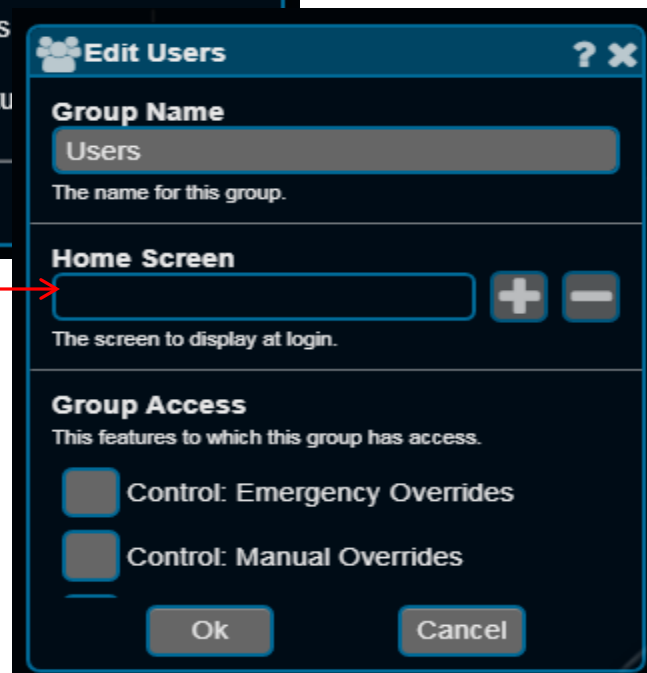 s
u
Edit Users
?
Group Name
Users
The name for this group.
Home Screen
The screen to display at login.
Group Access
This features to which this group has access.
Control: Emergency Overrides
Control: Manual Overrides
Ok Cancel